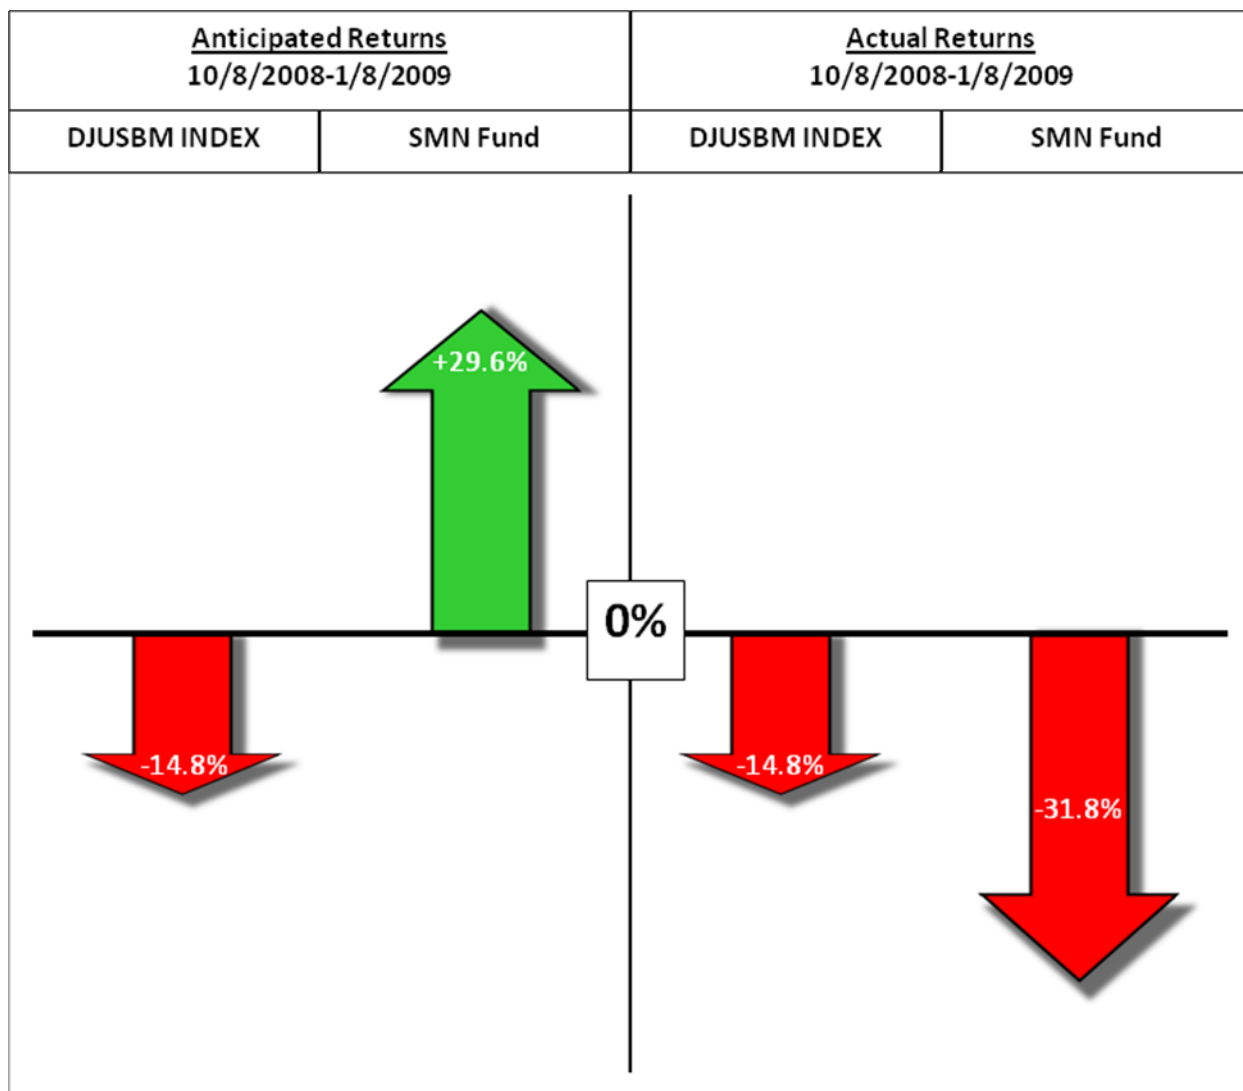 Anticipated Returns
10/8/2008-1/8/2009
Actual Returns
10/8/2008-1/8/2009
DJUSBM INDEX
SMN Fund
DJUSBM INDEX
SMN Fund
+29.6%
0%
-14.8%
-14.8%
-31.8%